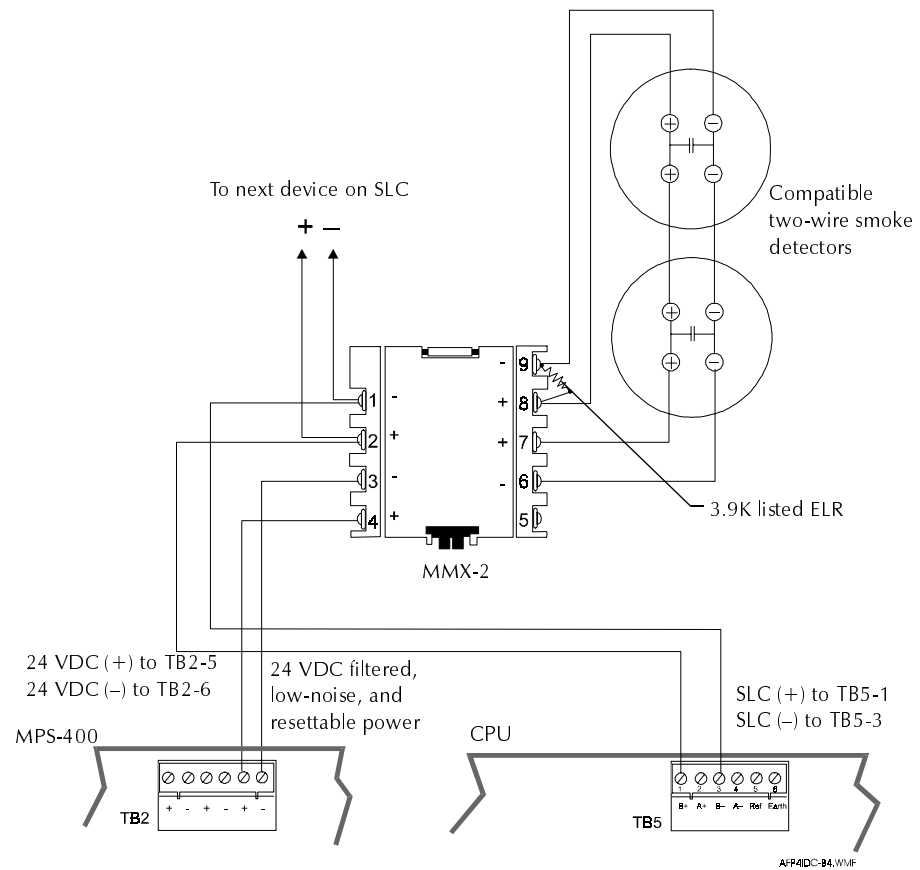 To next device on SLC
+ –
Compatible
two-wire smoke
detectors
+ –
+ –
+ –
+ –
1 -
2 +
3 -
4 +
- 9
+ 8
+ 7
- 6
5
3.9K listed ELR
MMX-2
24 VDC (+) to TB2-5
24 VDC (–) to TB2-6
24 VDC filtered,
low-noise, and
resettable power
SLC (+) to TB5-1
SLC (–) to TB5-3
MPS-400
CPU
TB2
+ - + - + -
TB5
1 2 3 4 5 6
B+ A+ B– A– Ref Earth
AFP4IDC-84.WMF